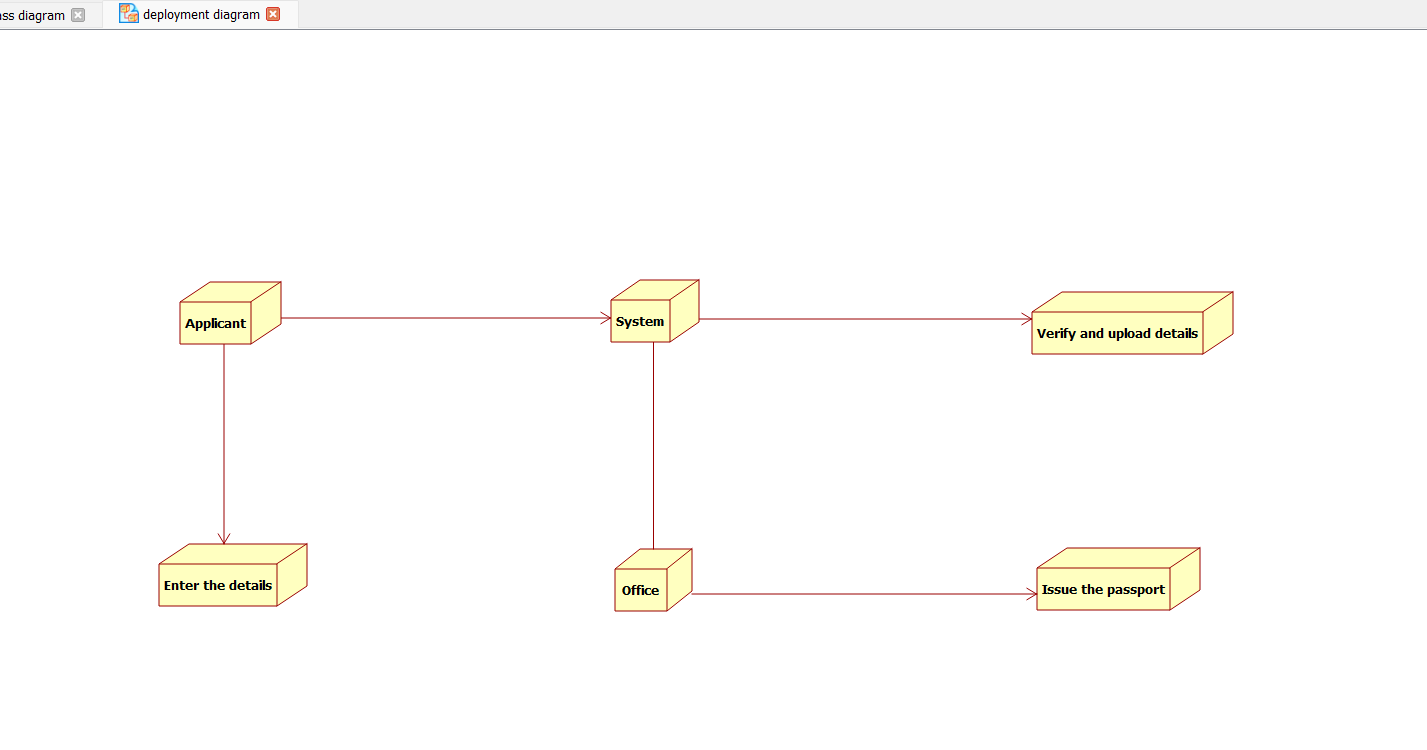 ass diagram
deployment diagram
Applicant
System
Verify and upload details
Enter the details
Office
Issue the passport